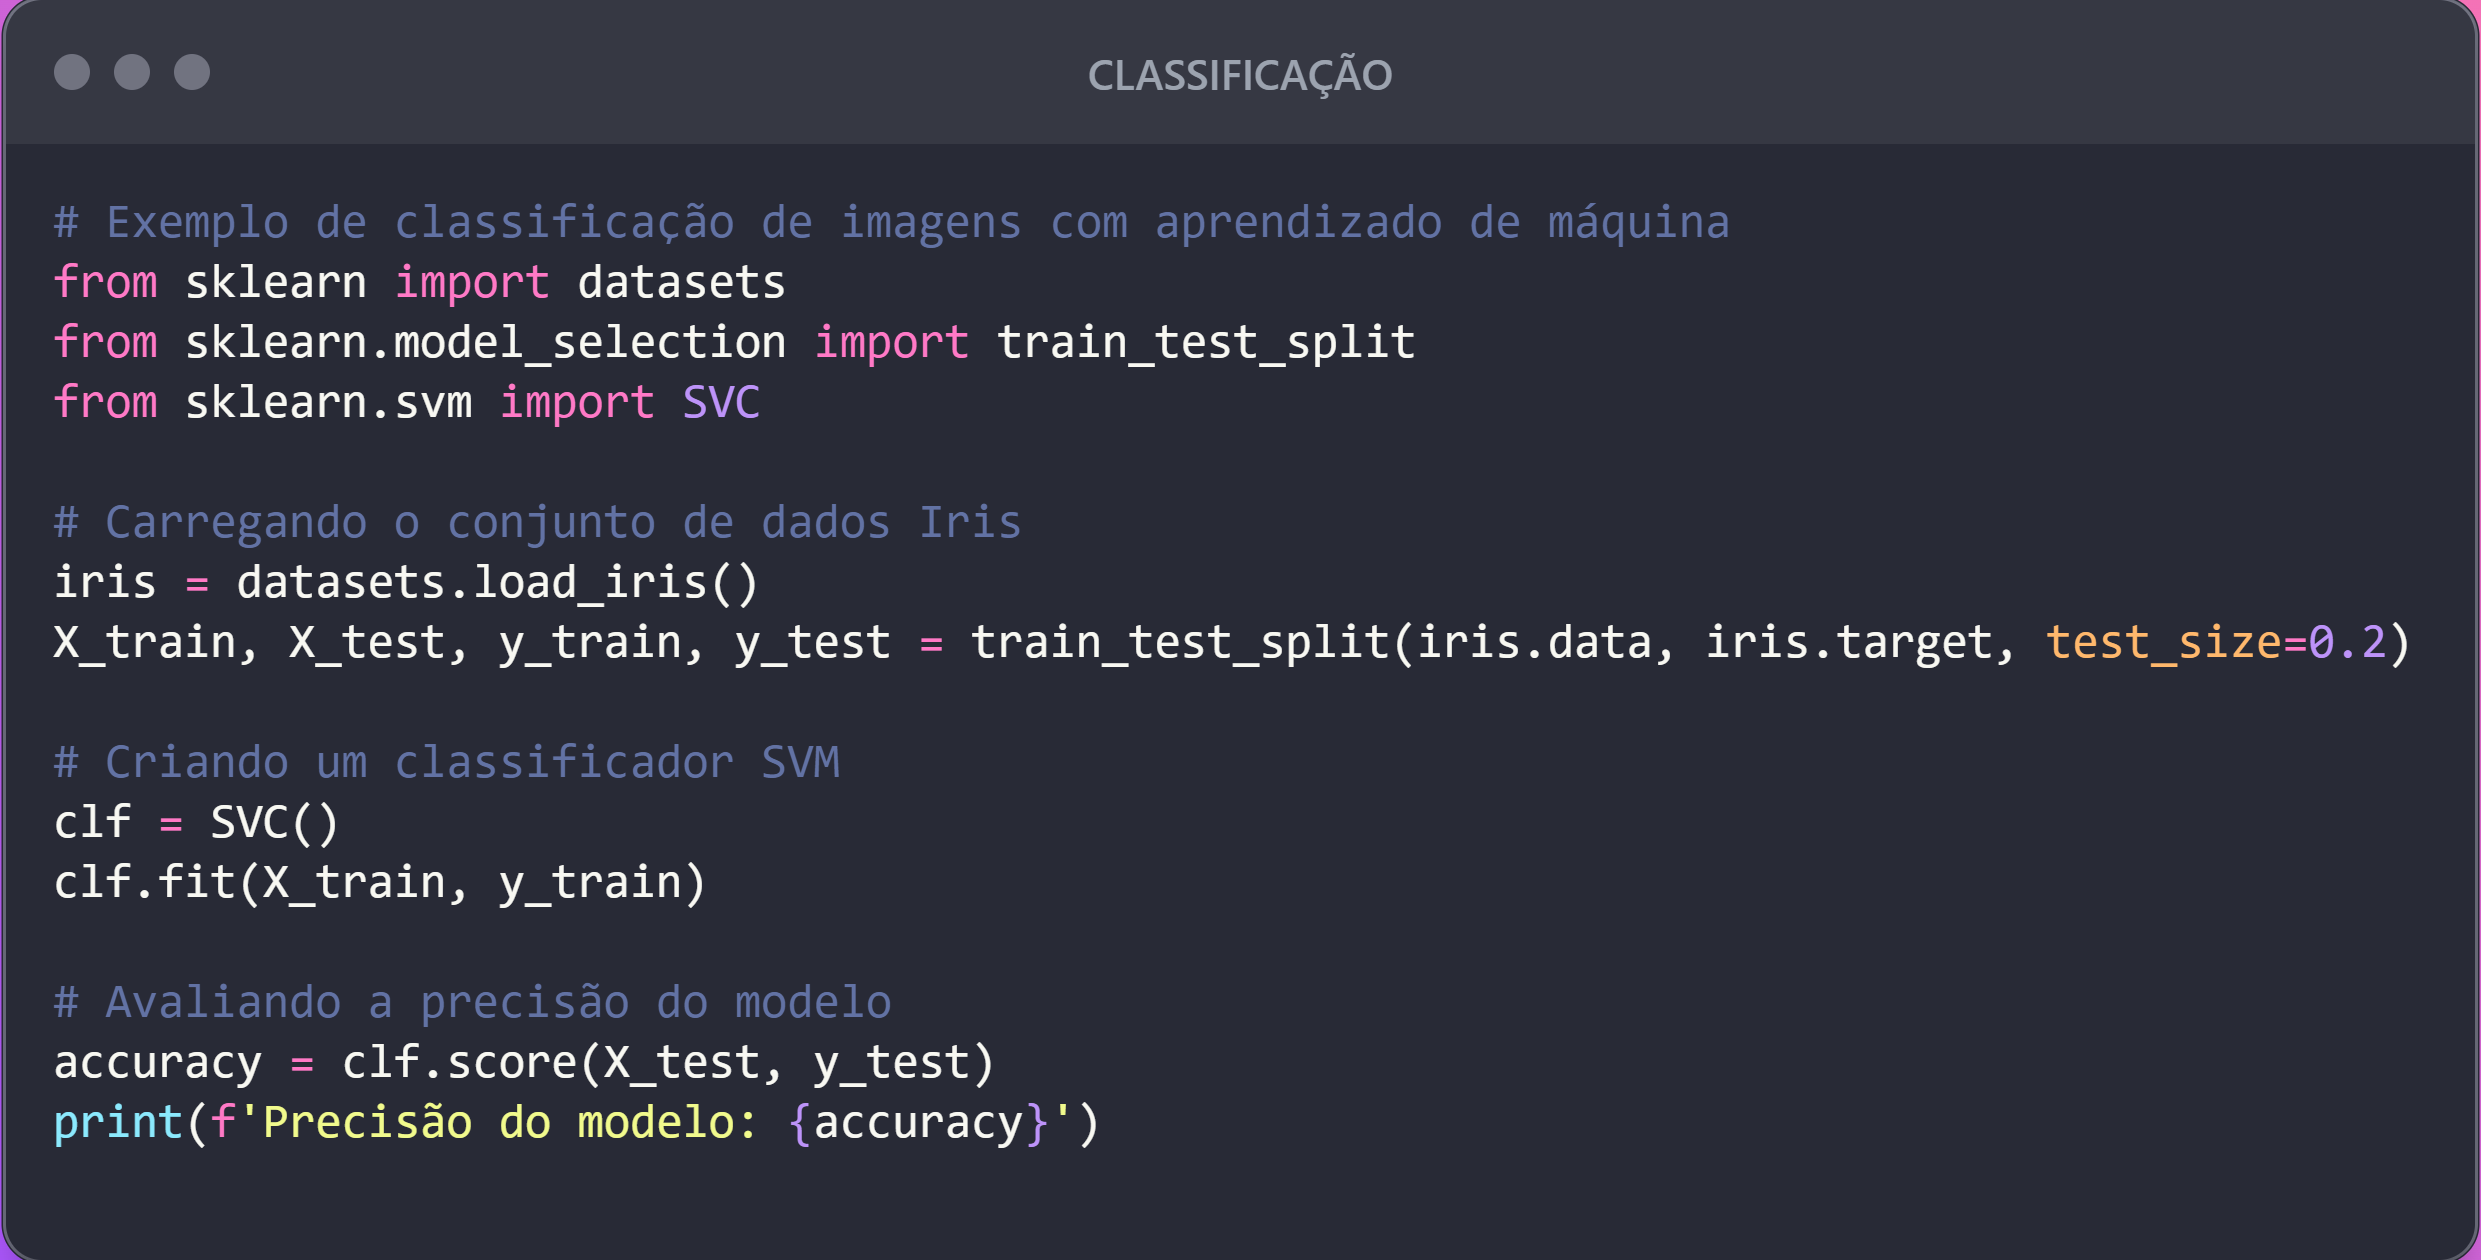 CLASSIFICAÇÃO
# Exemplo de classificação de imagens com aprendizado de máquina
from sklearn import datasets
from sklearn.model_selection import train_test_split
from sklearn.svm import SVC
# Carregando o conjunto de dados Iris
iris = datasets.load_iris()
X_train, X_test, y_train, y_test = train_test_split(iris.data, iris.target, test_size=0.2)
# Criando um classificador SVM
clf = SVC()
clf.fit(X_train, y_train)
# Avaliando a precisão do modelo
accuracy = clf.score(X_test, y_test)
print(f'Precisão do modelo: {accuracy}')